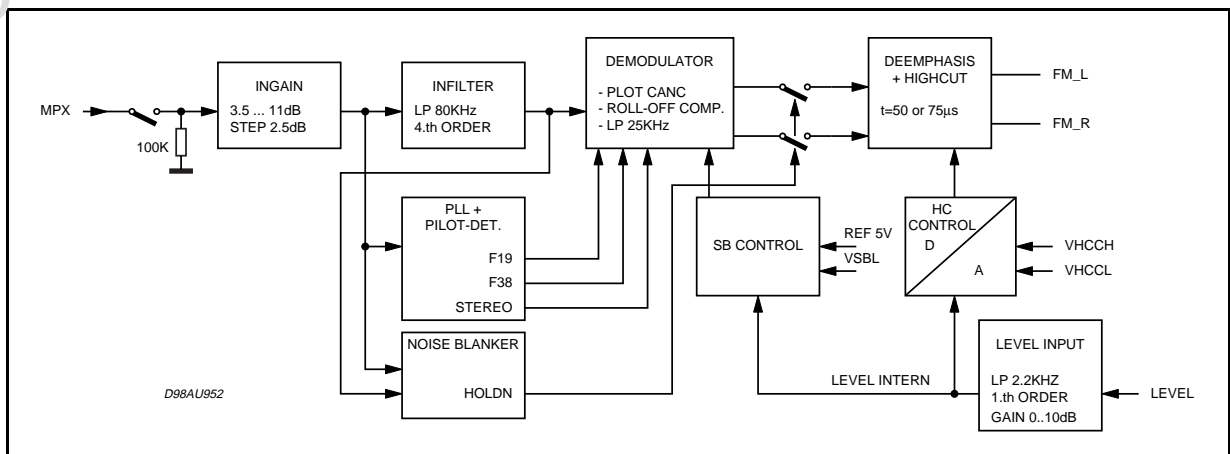 MPX
100K
INGAIN
3.5 ... 11dB
STEP 2.5dB
INFILTER
LP 80KHz
4.th ORDER
DEMODULATOR
- PLOT CANC
- ROLL-OFF COMP.
- LP 25KHz
DEEMPHASIS
+ HIGHCUT
t=50 or 75µs
FM_L
FM_R
PLL +
PILOT-DET.
F19
F38
STEREO
SB CONTROL
REF 5V
VSBL
HC
CONTROL
D
A
VHCCH
VHCCL
NOISE BLANKER
HOLDN
LEVEL INTERN
LEVEL INPUT
LP 2.2KHZ
1.th ORDER
GAIN 0..10dB
LEVEL
D98AU952